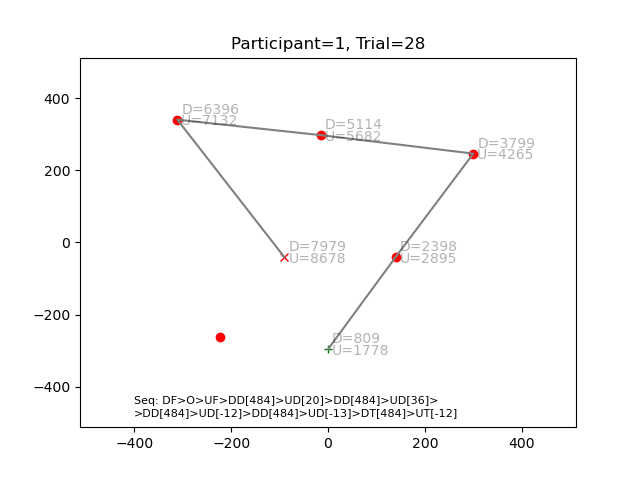 Participant=1, Trial=28
400
200
0
−200
−400
D=6396
U=7132
D=5114
U=5682
D=3799
U=4265
D=7979
U=8678
D=2398
U=2895
D=809
U=1778
Seq: DF>O>UF>DD[484]>UD[20]>DD[484]>UD[36]>
>DD[484]>UD[-12]>DD[484]>UD[-13]>DT[484]>UT[-12]
−400 −200 0 200 400